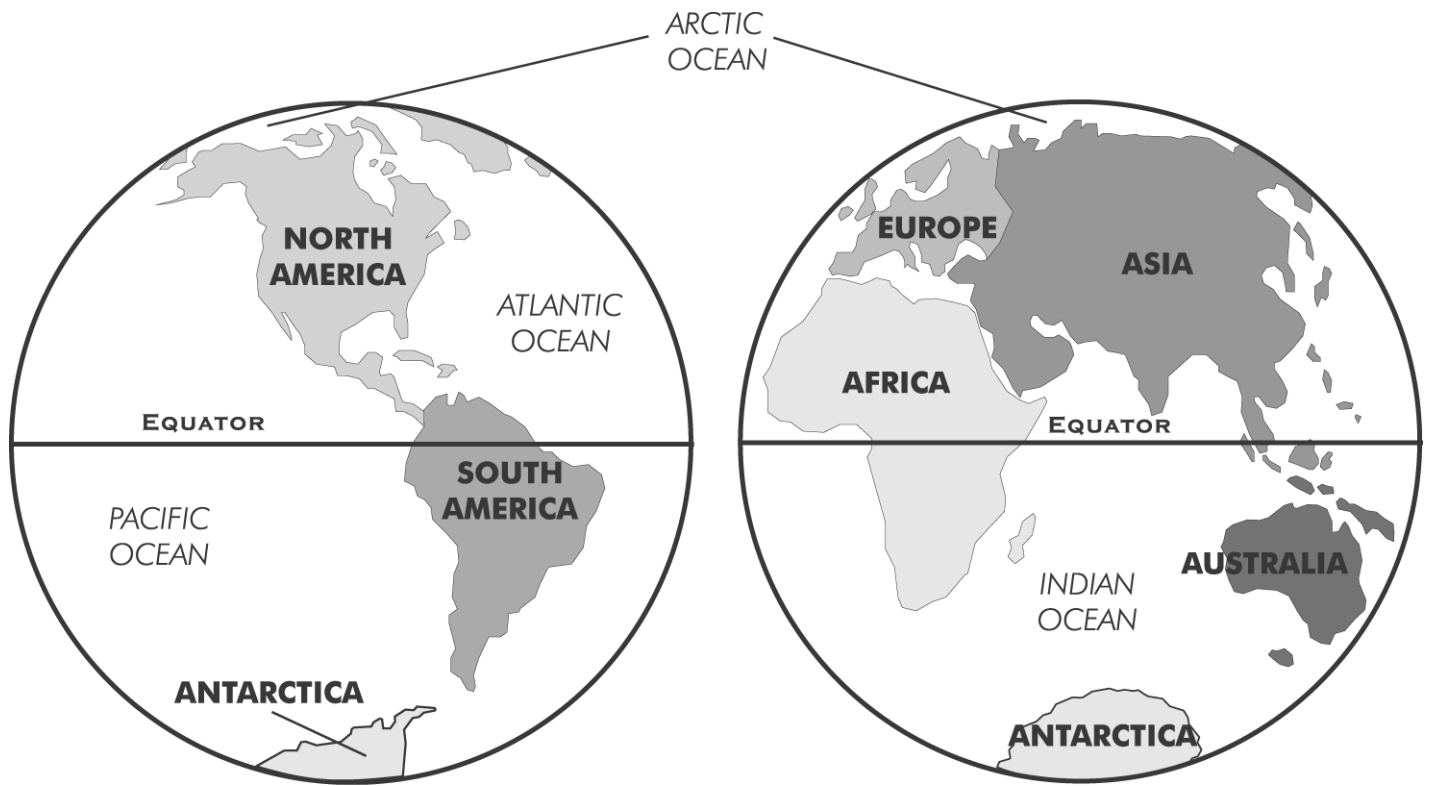 ARCTIC
OCEAN
NORTH
AMERICA
ATLANTIC
OCEAN
EQUATOR
SOUTH
AMERICA
PACIFIC
OCEAN
ANTARCTICA
EUROPE
ASIA
AFRICA
EQUATOR
AUSTRALIA
INDIAN
OCEAN
ANTARCTICA